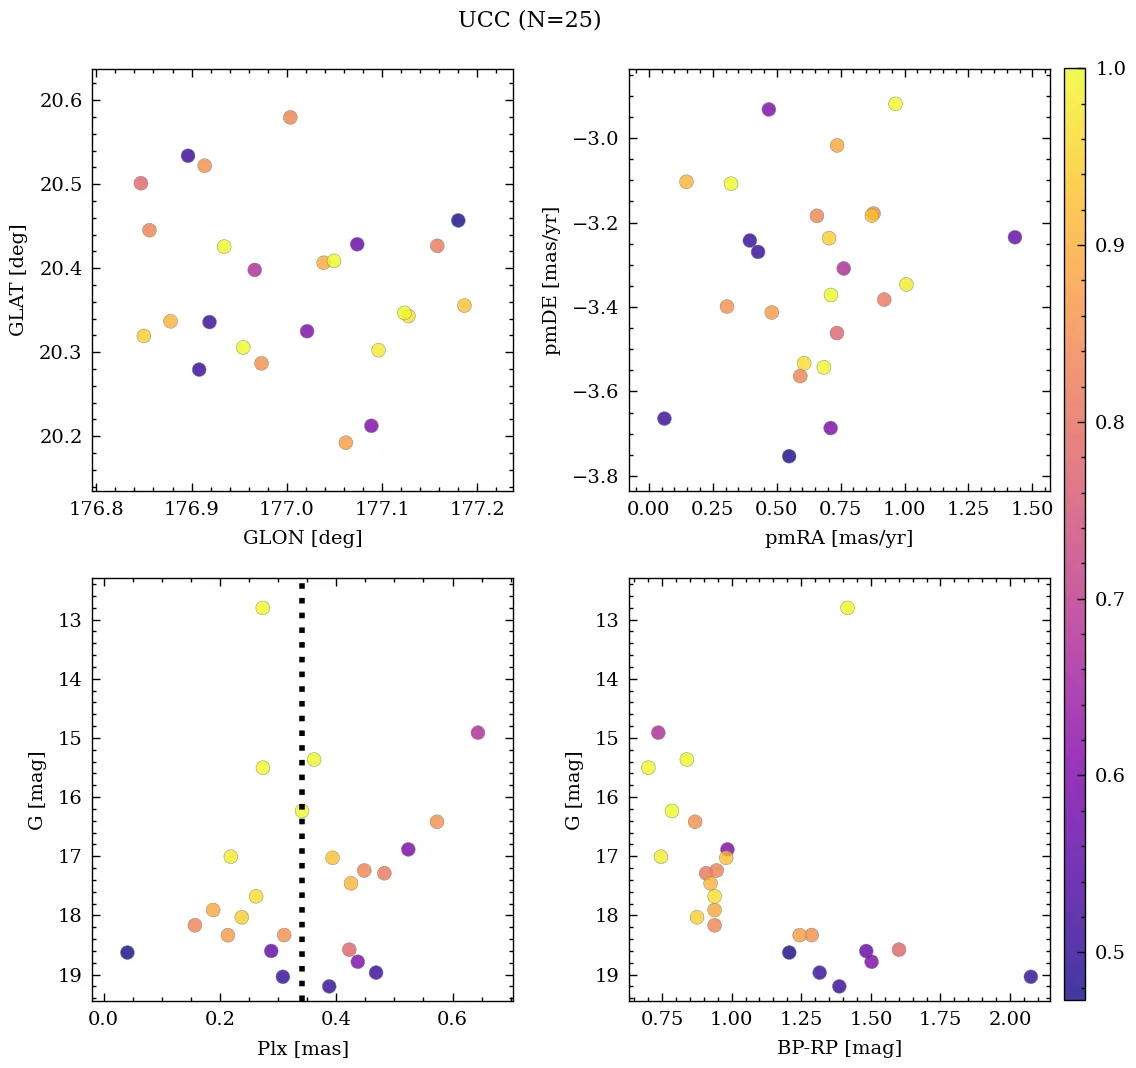 UCC (N=25)
20.6
20.5
20.4
20.3
20.2
GLAT [deg]
176.8 176.9 177.0 177.1 177.2
GLON [deg]
−3.0
−3.2
−3.4
−3.6
−3.8
pmDE [mas/yr]
0.00 0.25 0.50 0.75 1.00 1.25 1.50
pmRA [mas/yr]
13
14
15
16
17
18
19
G [mag]
0.0 0.2 0.4 0.6
Plx [mas]
13
14
15
16
17
18
19
G [mag]
0.75 1.00 1.25 1.50 1.75 2.00
BP-RP [mag]
1.0
0.9
0.8
0.7
0.6
0.5